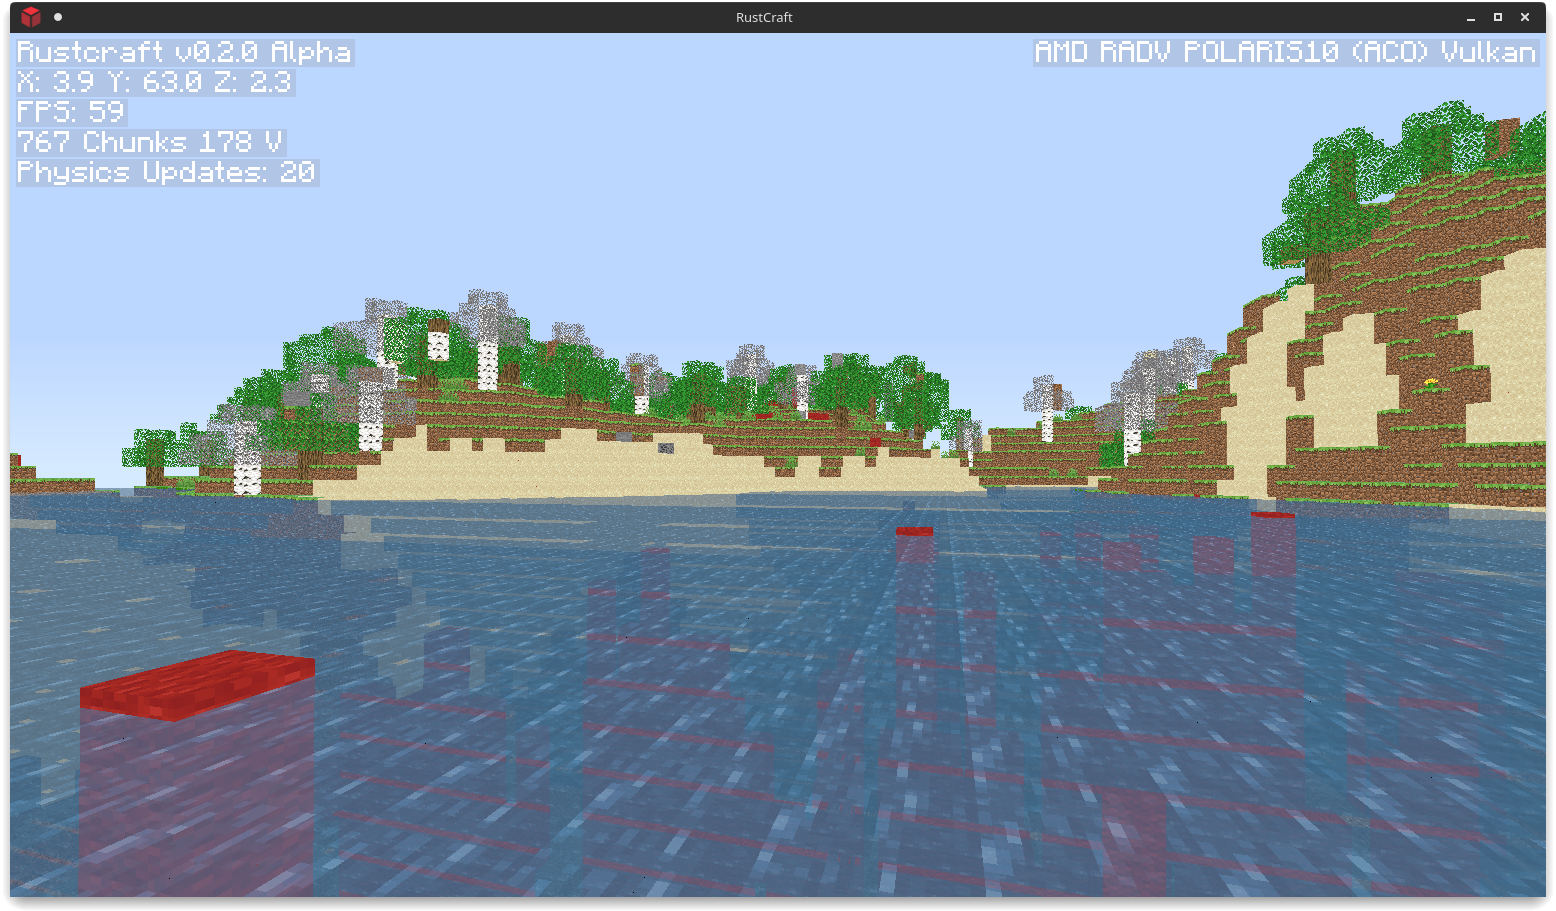 RustCraft
Rustcraft v0.2.0 Alpha
AMD RADV POLARIS10 (ACO) Vulkan
X: 3.9 Y: 63.0 Z: 2.3
FPS: 59
767 Chunks 178 V
Physics Updates: 20